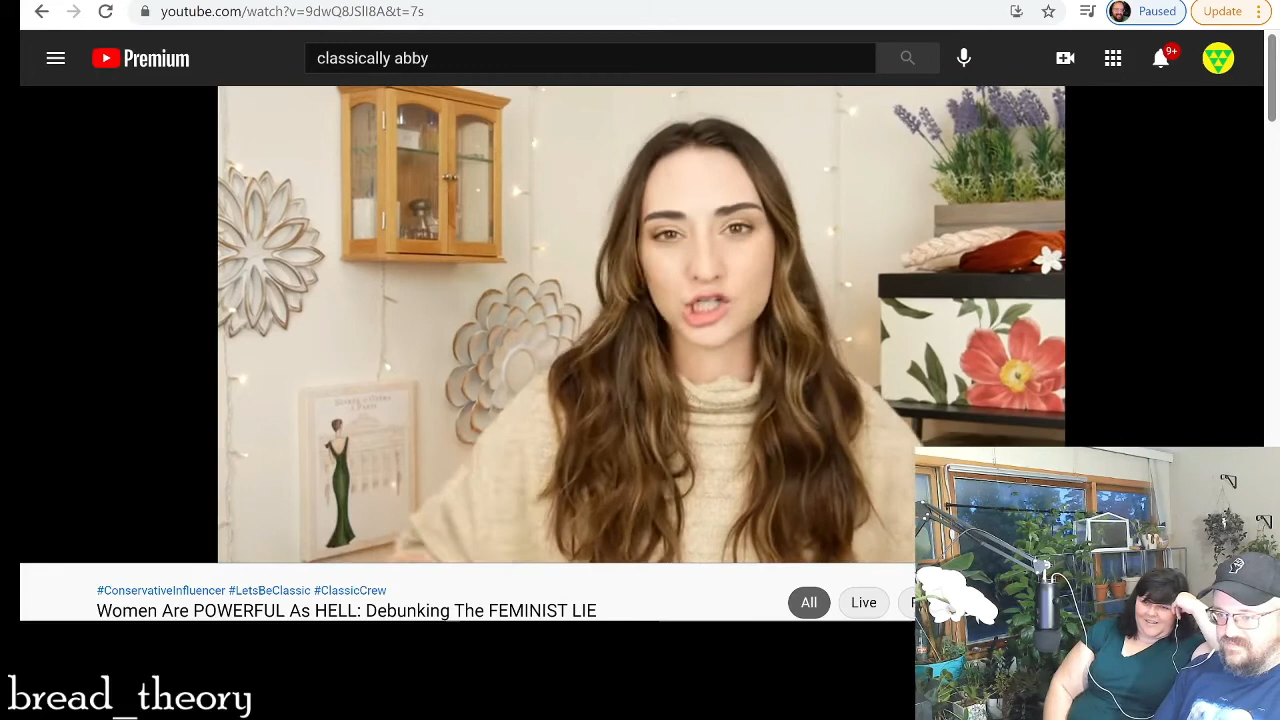 youtube.com/watch?v=9dwQ8JSlI8A&t=7s
Paused
Update
Premium
classically abby
9+
#ConservativeInfluencer #LetsBeClassic #ClassicCrew
Women Are POWERFUL As HELL: Debunking The FEMINIST LIE
All
Live
bread_theory